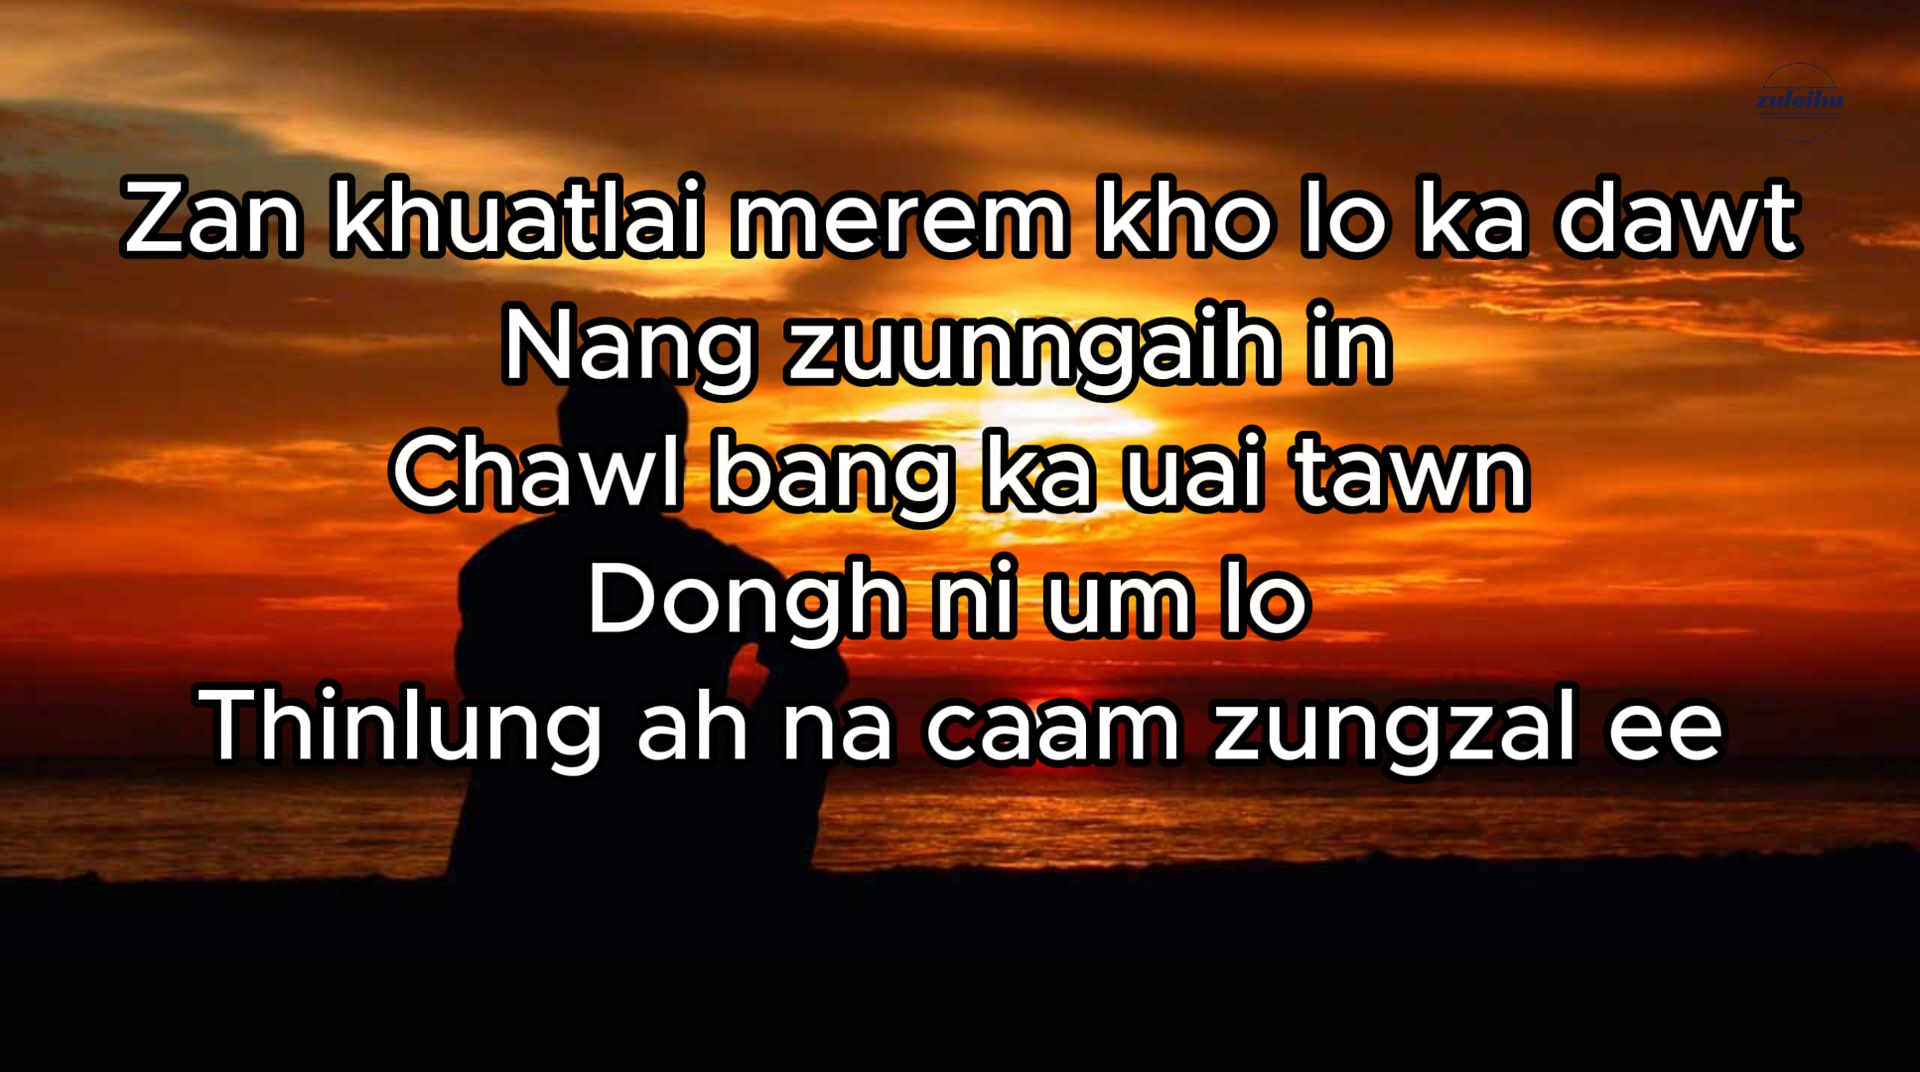 zuleihu
Zan khuatlai merem kho lo ka dawt
Nang zuunngaih in
Chawl bang ka uai tawn
Dongh ni um lo
Thinlung ah na caam zungzal ee